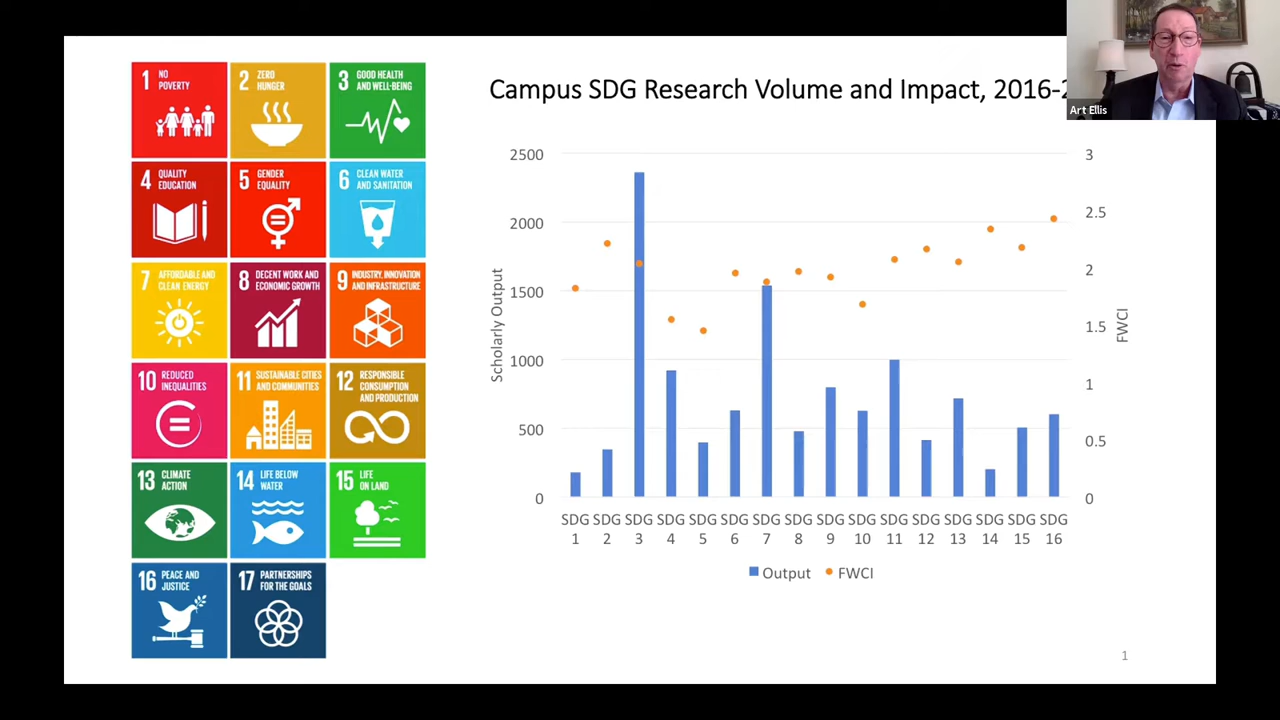 1 NO
POVERTY
2 ZERO
HUNGER
3 GOOD HEALTH
AND WELL-BEING
4 QUALITY
EDUCATION
5 GENDER
EQUALITY
6 CLEAN WATER
AND SANITATION
7 AFFORDABLE AND
CLEAN ENERGY
8 DECENT WORK AND
ECONOMIC GROWTH
9 INDUSTRY, INNOVATION
AND INFRASTRUCTURE
10 REDUCED
INEQUALITIES
11 SUSTAINABLE CITIES
AND COMMUNITIES
12 RESPONSIBLE
CONSUMPTION
AND PRODUCTION
13 CLIMATE
ACTION
14 LIFE BELOW
WATER
15 LIFE
ON LAND
16 PEACE AND
JUSTICE
17 PARTNERSHIPS
FOR THE GOALS
Campus SDG Research Volume and Impact, 2016-2
Art Ellis
Scholarly Output
2500
2000
1500
1000
500
0
3
2.5
2
1.5
1
0.5
0
FWCI
SDG SDG SDG SDG SDG SDG SDG SDG SDG SDG SDG SDG SDG SDG SDG SDG
1 2 3 4 5 6 7 8 9 10 11 12 13 14 15 16
Output FWCI
1